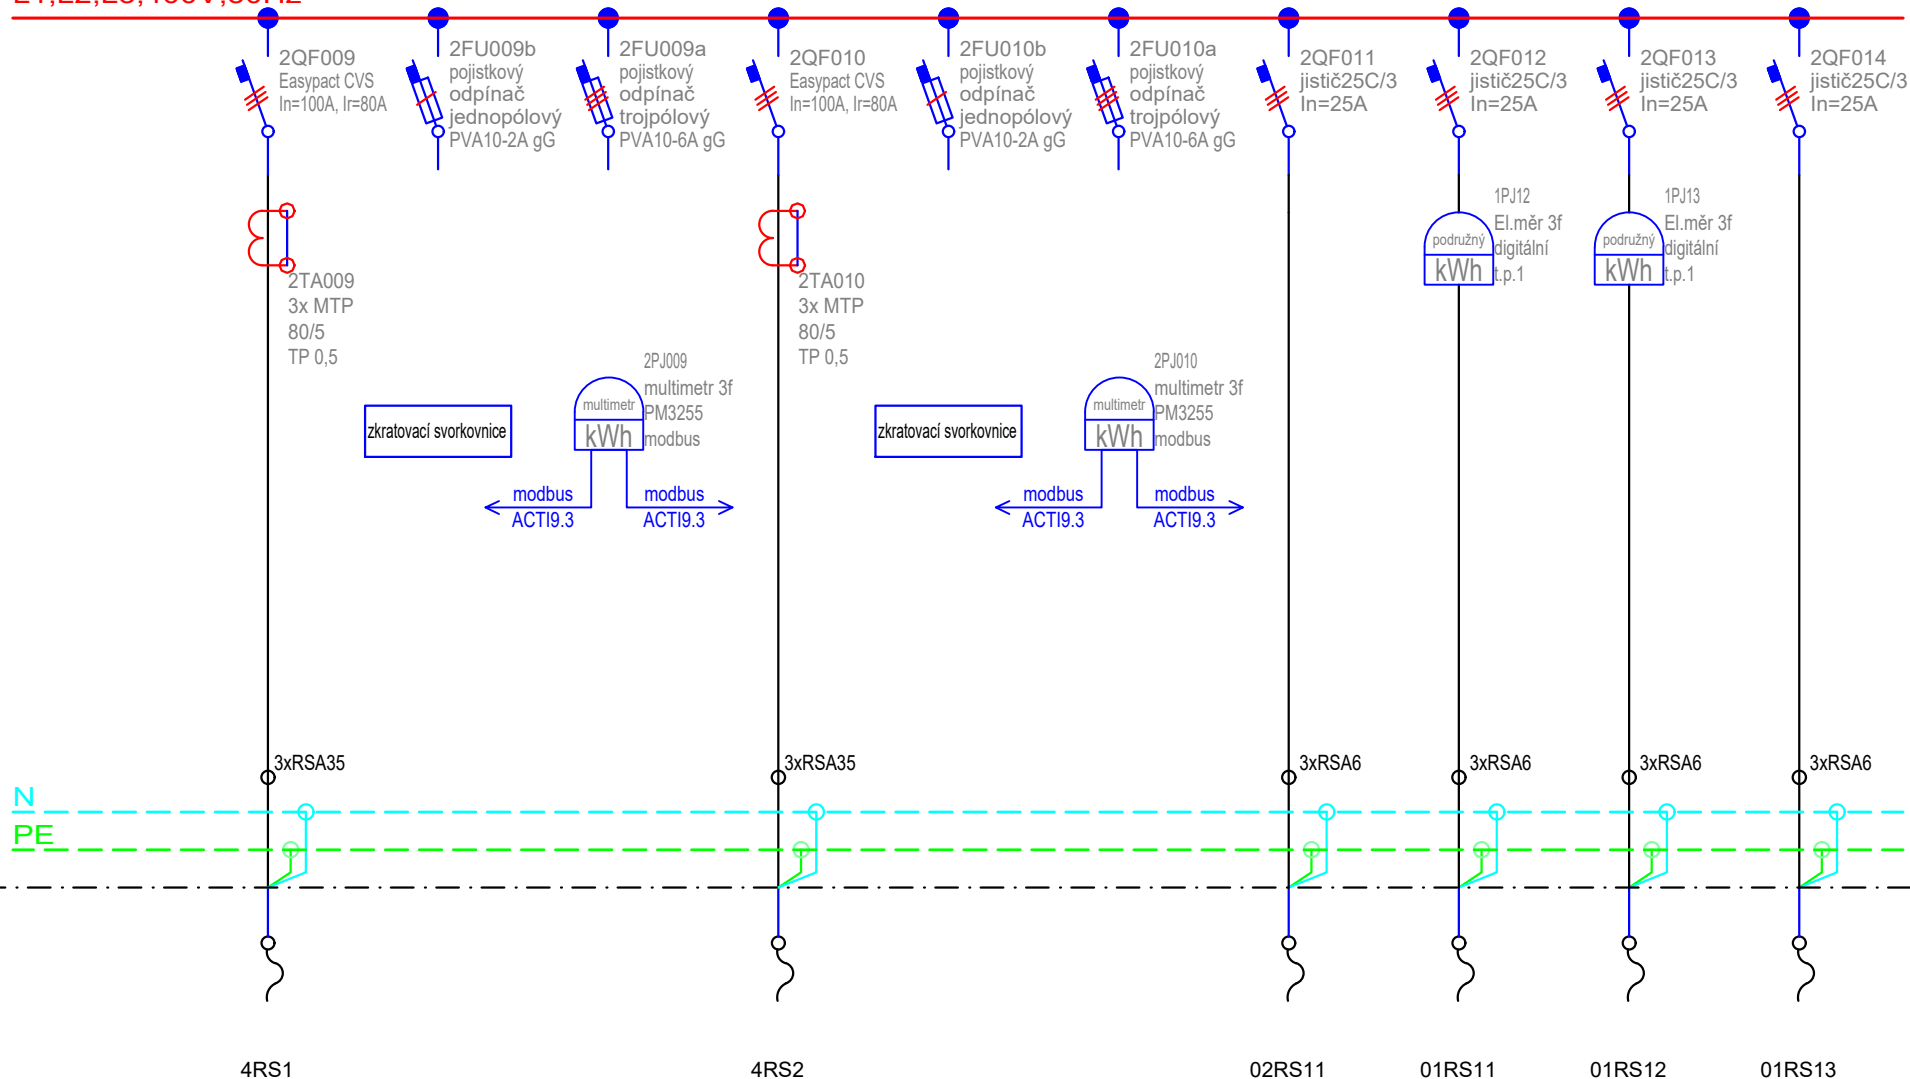 2QF009
Easypact CVS
In=100A, Ir=80A
2FU009b
pojistkový
odpínač
jednopólový
PVA10-2A gG
2FU009a
pojistkový
odpínač
trojpólový
PVA10-6A gG
2QF010
Easypact CVS
In=100A, Ir=80A
2FU010b
pojistkový
odpínač
jednopólový
PVA10-2A gG
2FU010a
pojistkový
odpínač
trojpólový
PVA10-6A gG
2QF011
jistič25C/3
In=25A
2QF012
jistič25C/3
In=25A
2QF013
jistič25C/3
In=25A
2QF014
jistič25C/3
In=25A
2TA009
3x MTP
80/5
TP 0,5
2TA010
3x MTP
80/5
TP 0,5
1PJ12
El.měr 3f
digitální
t.p.1
podružný
kWh
1PJ13
El.měr 3f
digitální
t.p.1
podružný
kWh
zkratovací svorkovnice
2PJ009
multimetr 3f
PM3255
modbus
multimetr
kWh
modbus
ACTI9.3
modbus
ACTI9.3
zkratovací svorkovnice
2PJ010
multimetr 3f
PM3255
modbus
multimetr
kWh
modbus
ACTI9.3
modbus
ACTI9.3
3xRSA35
3xRSA35
3xRSA6
3xRSA6
3xRSA6
3xRSA6
N
PE
4RS1
4RS2
02RS11
01RS11
01RS12
01RS13